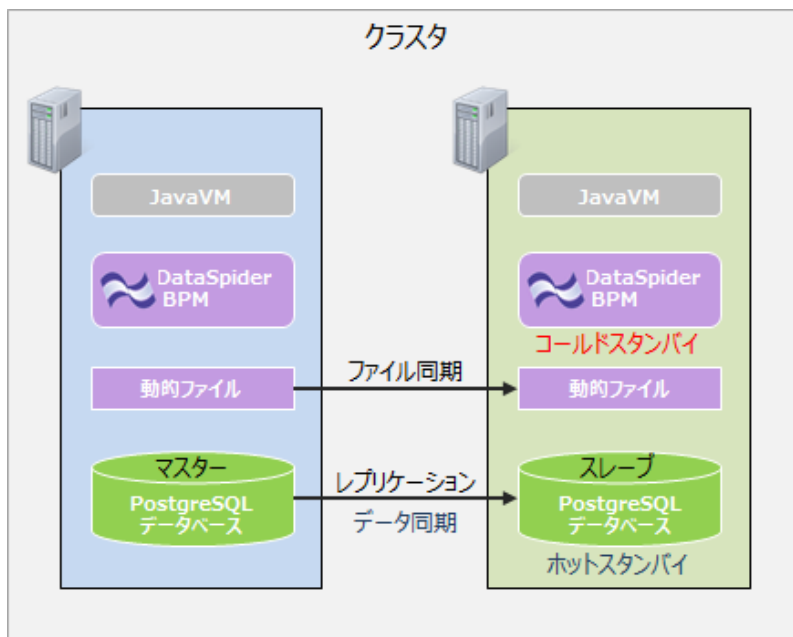 クラスタ
JavaVM
DataSpider
BPM
動的ファイル
マスター
PostgreSQL
データベース
ファイル同期
レプリケーション
データ同期
JavaVM
DataSpider
BPM
コールドスタンバイ
動的ファイル
スレーブ
PostgreSQL
データベース
ホットスタンバイ